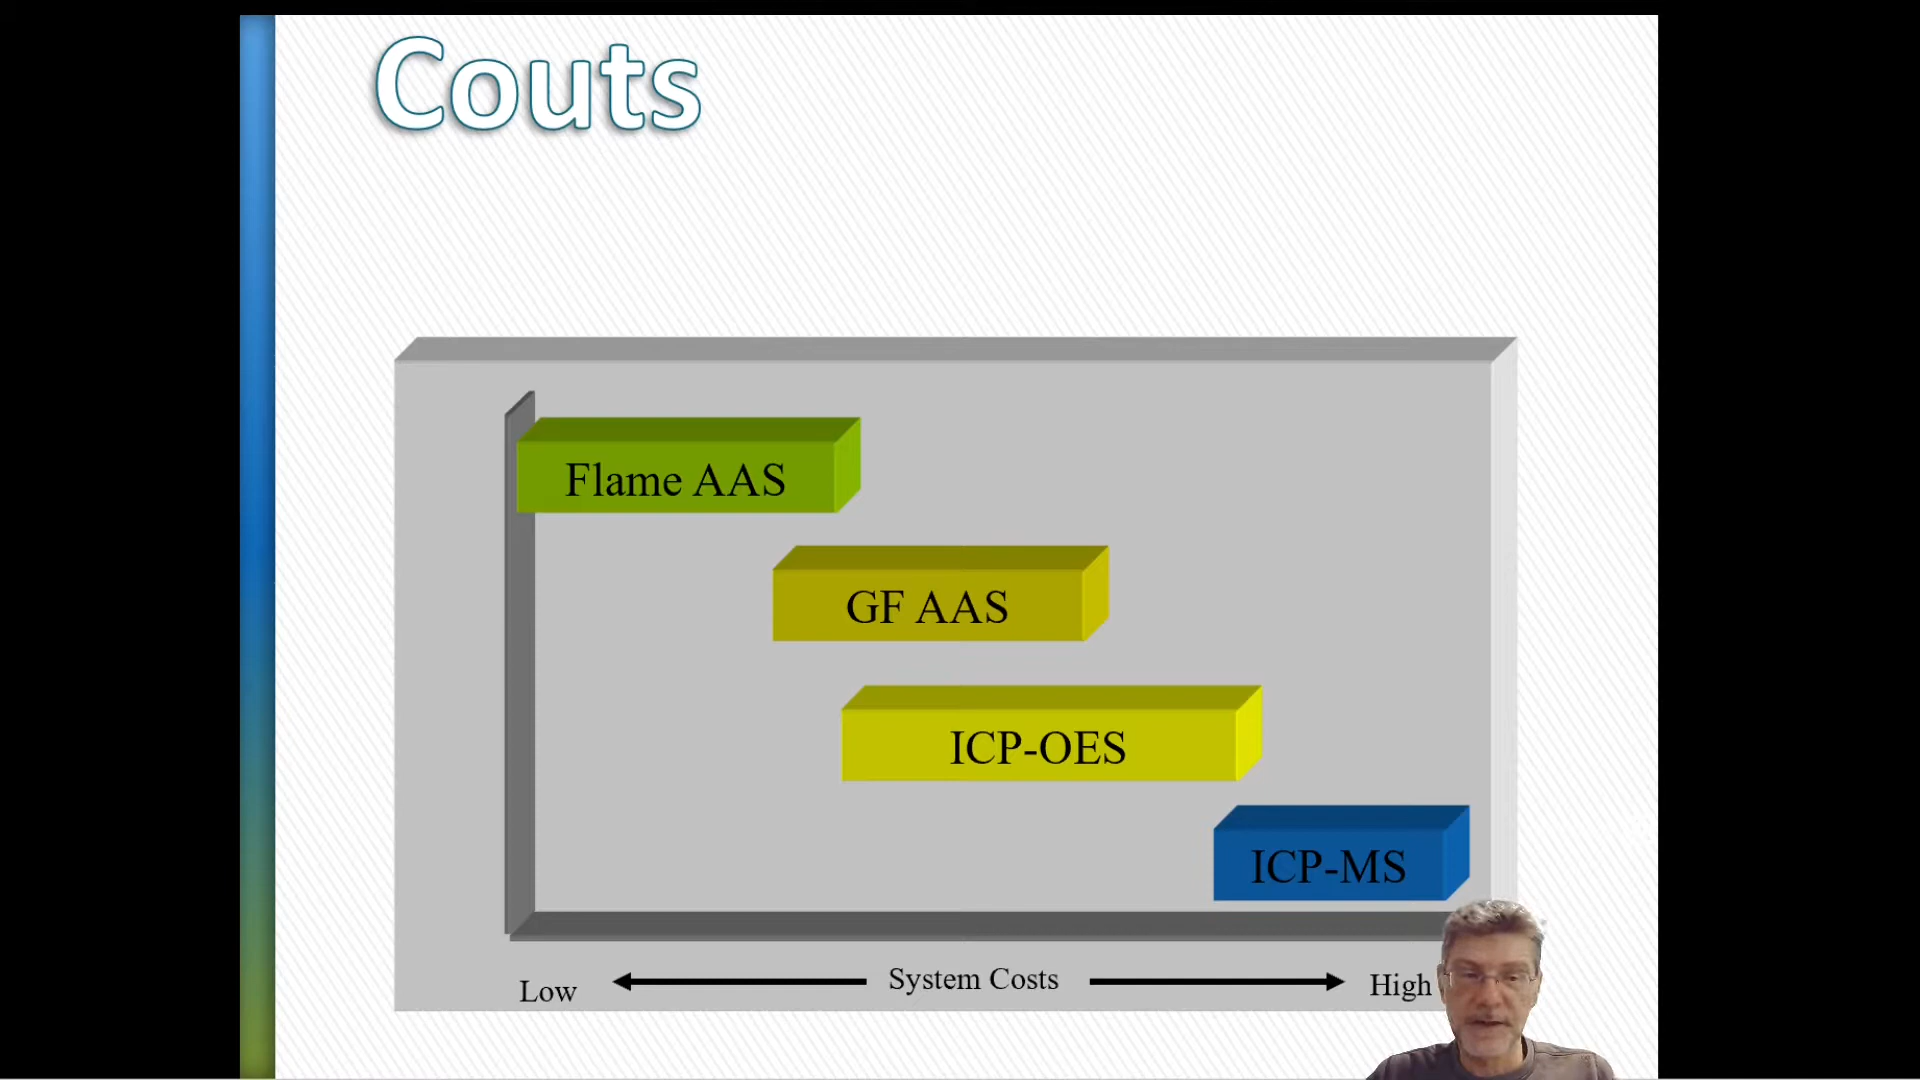 Couts
Flame AAS
GF AAS
ICP-OES
ICP-MS
Low
System Costs
High